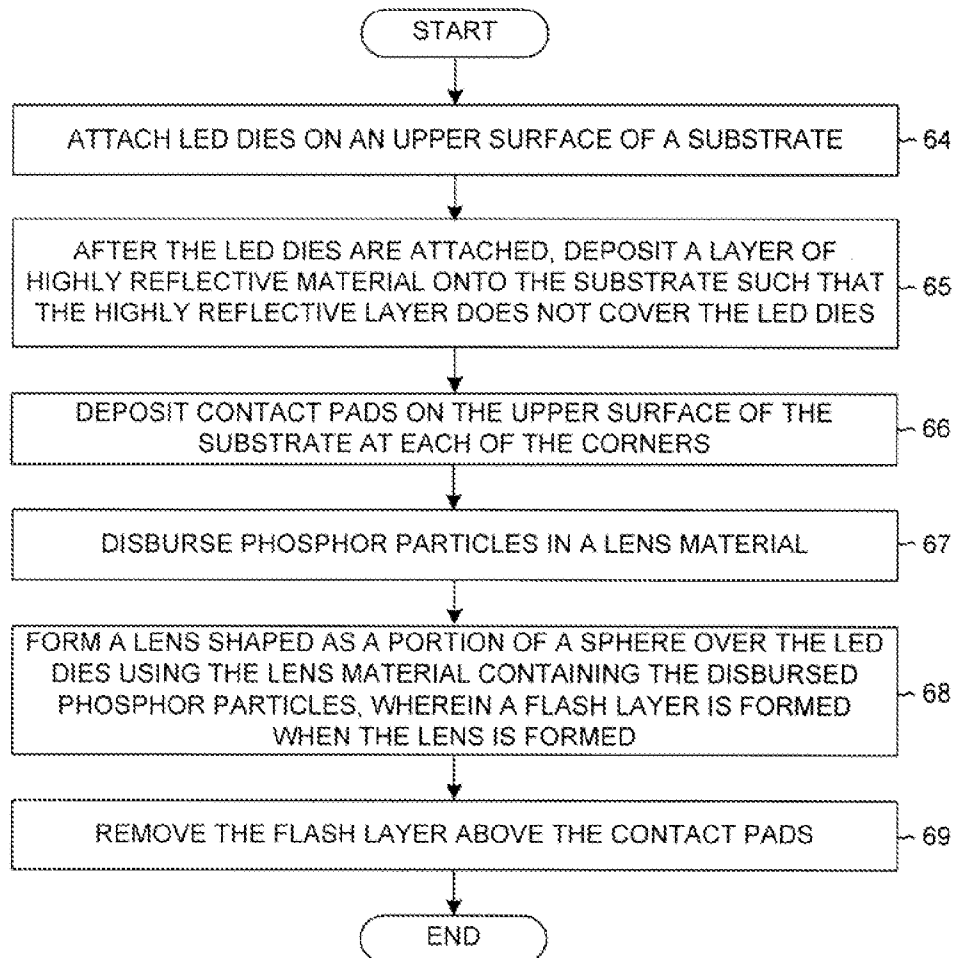 START
ATTACH LED DIES ON AN UPPER SURFACE OF A SUBSTRATE
64
AFTER THE LED DIES ARE ATTACHED, DEPOSIT A LAYER OF
HIGHLY REFLECTIVE MATERIAL ONTO THE SUBSTRATE SUCH THAT
THE HIGHLY REFLECTIVE LAYER DOES NOT COVER THE LED DIES
65
DEPOSIT CONTACT PADS ON THE UPPER SURFACE OF THE
SUBSTRATE AT EACH OF THE CORNERS
66
DISBURSE PHOSPHOR PARTICLES IN A LENS MATERIAL
67
FORM A LENS SHAPED AS A PORTION OF A SPHERE OVER THE LED
DIES USING THE LENS MATERIAL CONTAINING THE DISBURSED
PHOSPHOR PARTICLES, WHEREIN A FLASH LAYER IS FORMED
WHEN THE LENS IS FORMED
68
REMOVE THE FLASH LAYER ABOVE THE CONTACT PADS
69
END